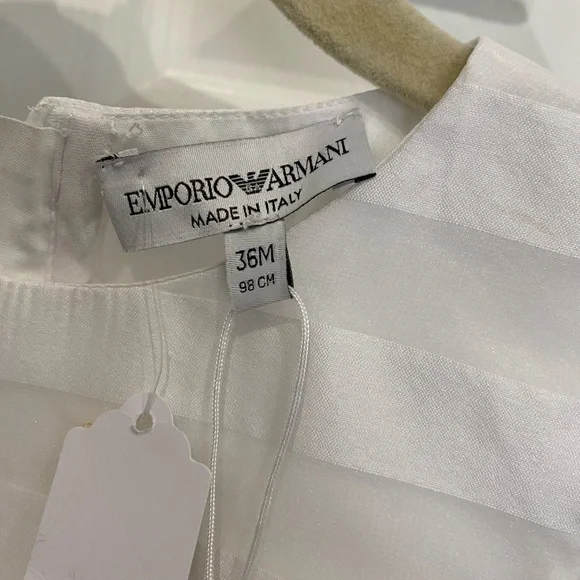 EMPORIO ARMANI
MADE IN ITALY
36M
98 CM